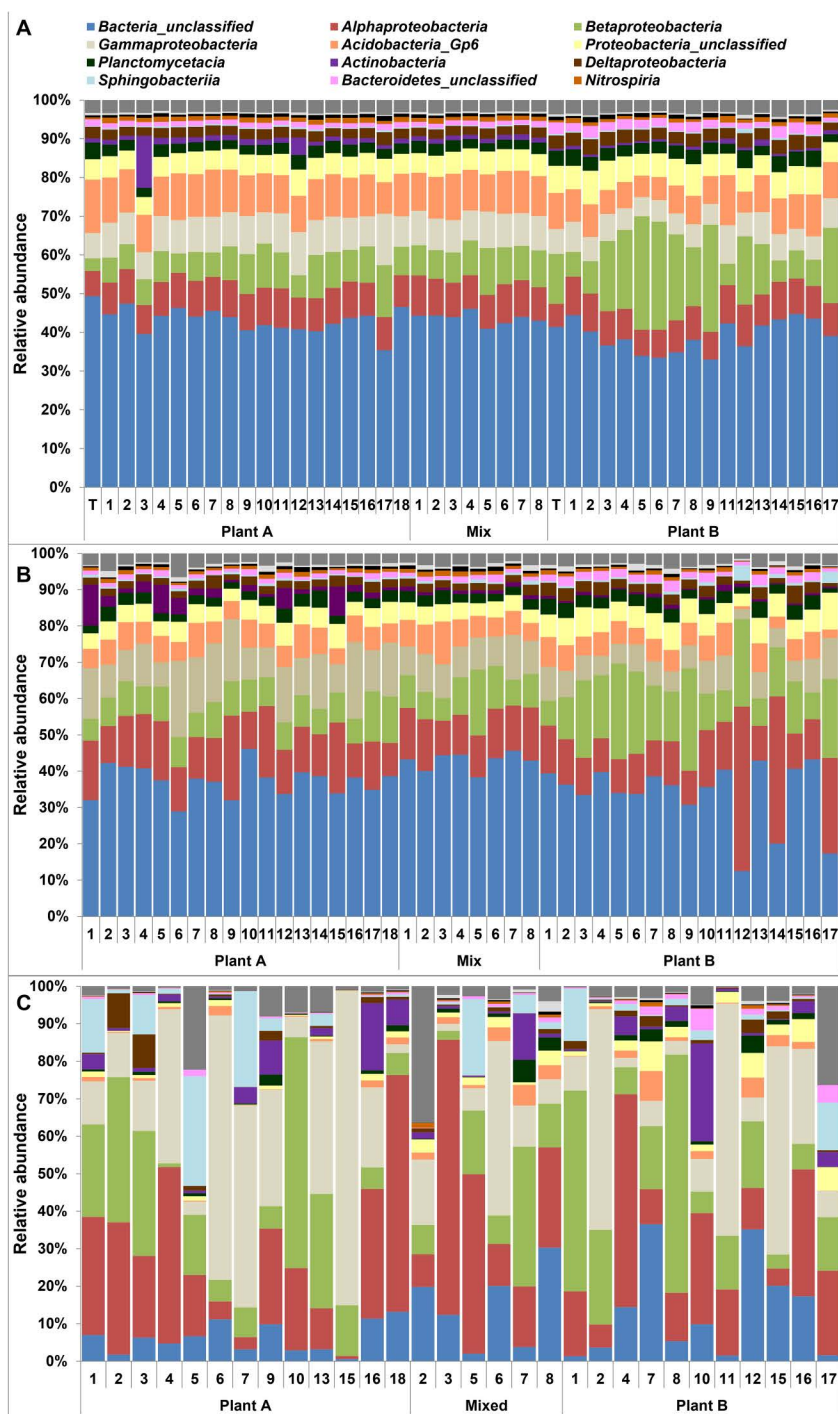 A
Bacteria_unclassified Alphaproteobacteria Betaproteobacteria
Gammaproteobacteria Acidobacteria_Gp6 Proteobacteria_unclassified
Planctomycetacia Actinobacteria Deltaproteobacteria
Sphingobacteriia Bacteroidetes_unclassified Nitrospiria
Relative abundance
100%
90%
80%
70%
60%
50%
40%
30%
20%
10%
0%
T 1 2 3 4 5 6 7 8 9 10 11 12 13 14 15 16 17 18 1 2 3 4 5 6 7 8 T 1 2 3 4 5 6 7 8 9 11 12 13 14 15 16 17
Plant A Mix Plant B
B
Relative abundance
100%
90%
80%
70%
60%
50%
40%
30%
20%
10%
0%
1 2 3 4 5 6 7 8 9 10 11 12 13 14 15 16 17 18 1 2 3 4 5 6 7 8 1 2 3 4 5 6 7 8 9 10 11 12 13 14 15 16 17
Plant A Mix Plant B
C
Relative abundance
100%
90%
80%
70%
60%
50%
40%
30%
20%
10%
0%
1 2 3 4 5 6 7 9 10 13 15 16 18 2 3 5 6 7 8 1 2 4 7 8 10 11 12 15 16 17
Plant A Mixed Plant B